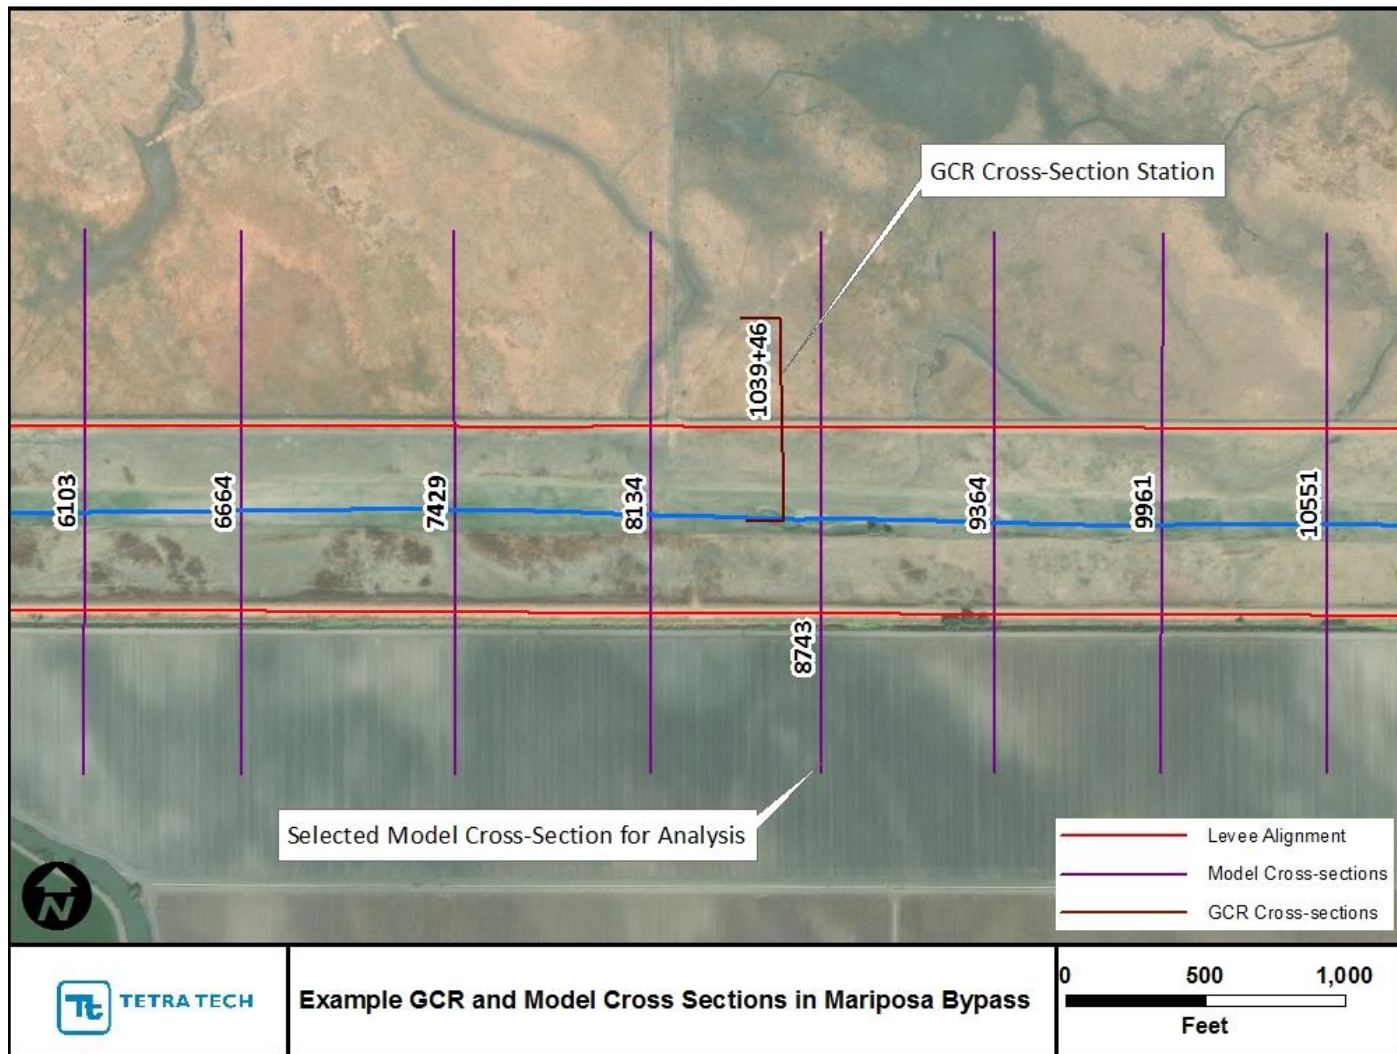 GCR Cross-Section Station
1039+46
6103
6664
7429
8134
9364
9961
10551
8743
Selected Model Cross-Section for Analysis
Levee Alignment
Model Cross-sections
GCR Cross-sections
N
Tt TETRA TECH
Example GCR and Model Cross Sections in Mariposa Bypass
0 500 1,000
Feet